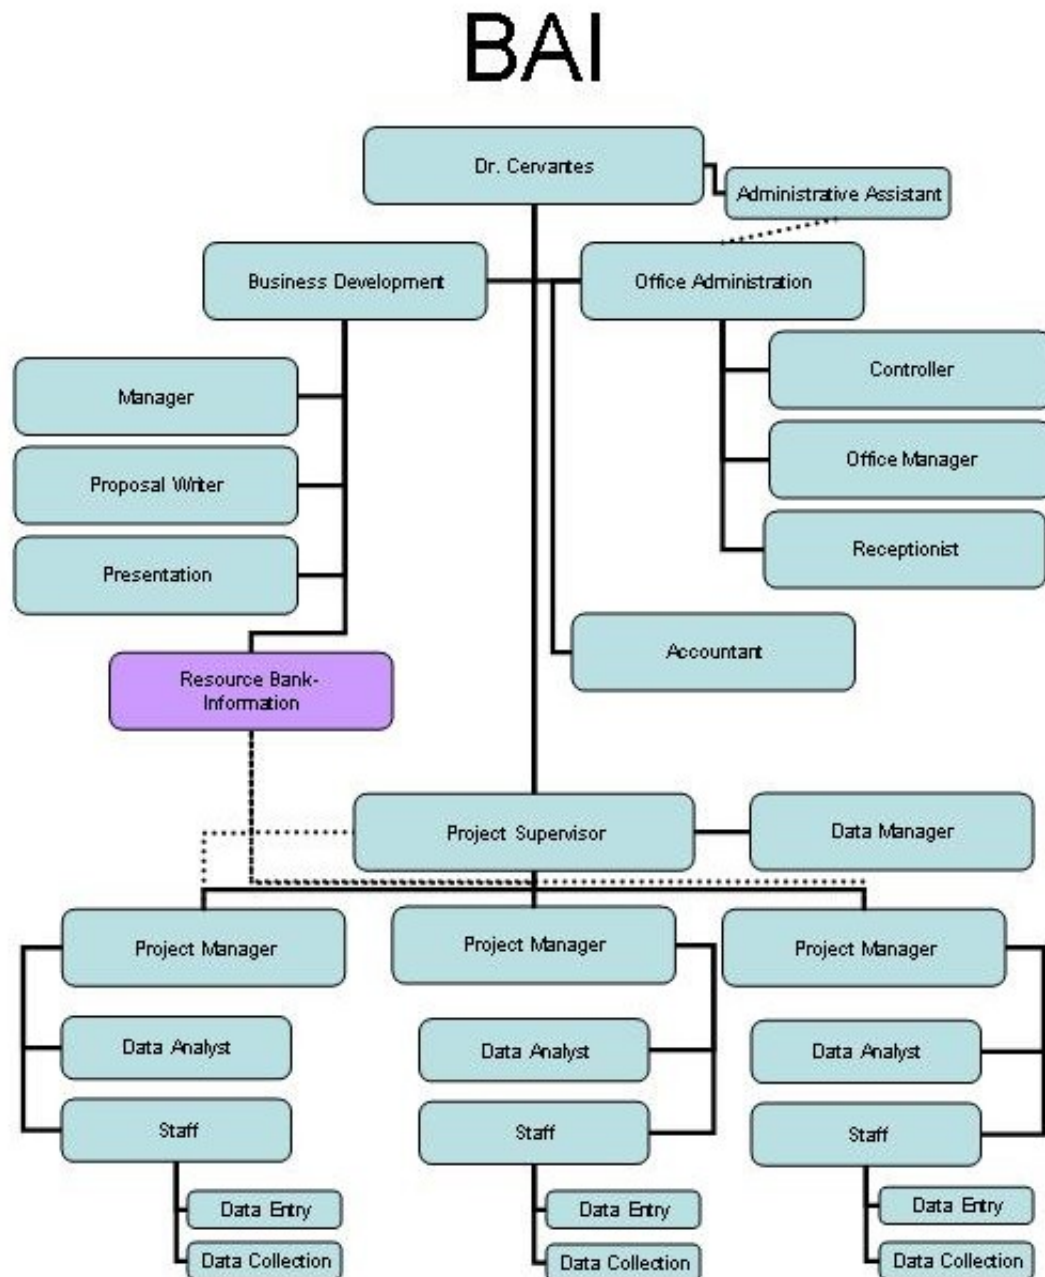 BAI
Dr. Cervantes
Administrative Assistant
Business Development
Office Administration
Manager
Controller
Proposal Writer
Office Manager
Presentation
Receptionist
Accountant
Resource Bank-
Information
Project Supervisor
Data Manager
Project Manager
Project Manager
Project Manager
Data Analyst
Data Analyst
Data Analyst
Staff
Staff
Staff
Data Entry
Data Entry
Data Entry
Data Collection
Data Collection
Data Collection